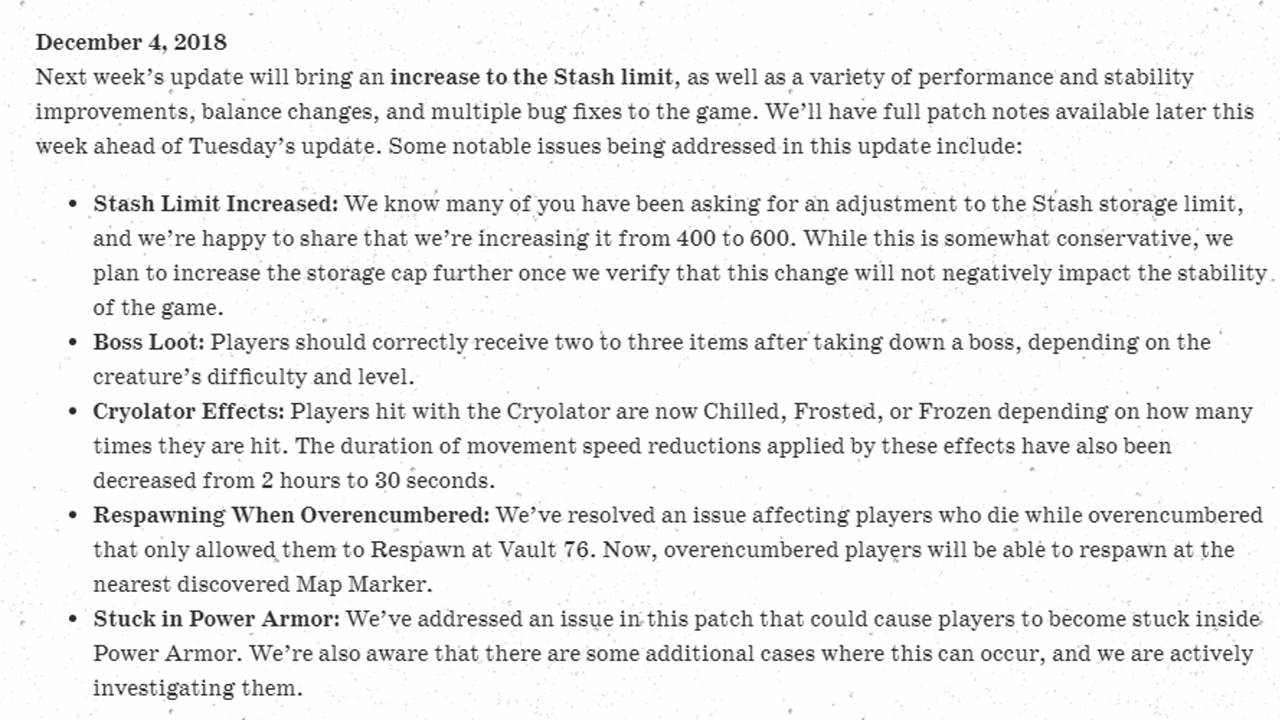 December 4, 2018
Next week’s update will bring an increase to the Stash limit, as well as a variety of performance and stability
improvements, balance changes, and multiple bug fixes to the game. We’ll have full patch notes available later this
week ahead of Tuesday’s update. Some notable issues being addressed in this update include:
• Stash Limit Increased: We know many of you have been asking for an adjustment to the Stash storage limit,
and we’re happy to share that we’re increasing it from 400 to 600. While this is somewhat conservative, we
plan to increase the storage cap further once we verify that this change will not negatively impact the stability
of the game.
• Boss Loot: Players should correctly receive two to three items after taking down a boss, depending on the
creature’s difficulty and level.
• Cryolator Effects: Players hit with the Cryolator are now Chilled, Frosted, or Frozen depending on how many
times they are hit. The duration of movement speed reductions applied by these effects have also been
decreased from 2 hours to 30 seconds.
• Respawning When Overencumbered: We’ve resolved an issue affecting players who die while overencumbered
that only allowed them to Respawn at Vault 76. Now, overencumbered players will be able to respawn at the
nearest discovered Map Marker.
• Stuck in Power Armor: We’ve addressed an issue in this patch that could cause players to become stuck inside
Power Armor. We’re also aware that there are some additional cases where this can occur, and we are actively
investigating them.